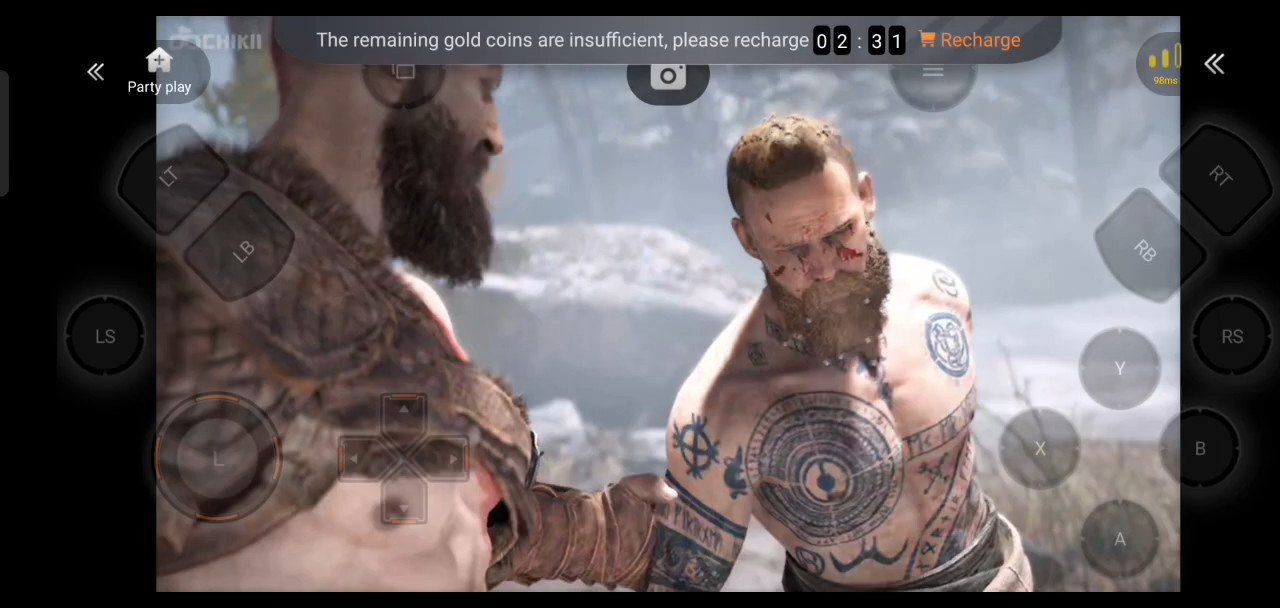 CHIKII
The remaining gold coins are insufficient, please recharge 02:31 Recharge
Party play
98ms
LT
RT
LB
RB
LS
RS
Y
L
X
B
A